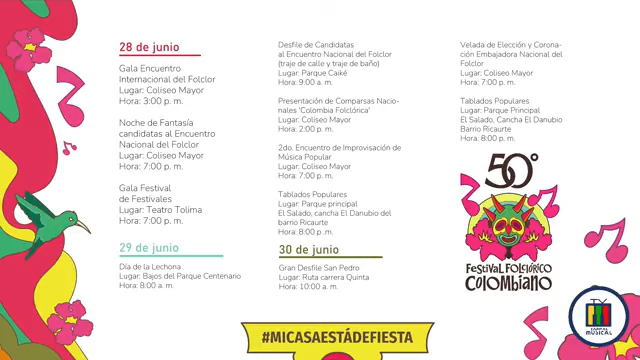 28 de junio
Gala Encuentro
Internacional del Folclor
Lugar: Coliseo Mayor
Hora: 3:00 p. m.
Noche de Fantasía
candidatas al Encuentro
Nacional del Folclor
Lugar: Coliseo Mayor
Hora: 7:00 p. m.
Gala Festival
de Festivales
Lugar: Teatro Tolima
Hora: 7:00 p. m.
29 de junio
Día de la Lechona
Lugar: Bajos del Parque Centenario
Hora: 8:00 a. m.
Desfile de Candidatas
al Encuentro Nacional del Folclor
(traje de calle y traje de baño)
Lugar: Parque Caiké
Hora: 9:00 a. m.
Presentación de Comparsas Nacio-
nales 'Colombia Folclórica'
Lugar: Coliseo Mayor
Hora: 2:00 p. m.
2do. Encuentro de Improvisación de
Música Popular
Lugar: Coliseo Mayor
Hora: 7:00 p. m.
Tablados Populares
Lugar: Parque principal
El Salado, cancha El Danubio del
barrio Ricaurte
Hora: 8:00 p. m.
30 de junio
Gran Desfile San Pedro
Lugar: Ruta carrera Quinta
Hora: 10:00 a. m.
Velada de Elección y Corona-
ción Embajadora Nacional del
Folclor
Lugar: Coliseo Mayor
Hora: 7:00 p. m.
Tablados Populares
Lugar: Parque Principal
El Salado, Cancha El Danubio
Barrio Ricaurte
Hora: 8:00 p. m.
50°
FESTIVAL FOLCLÓRICO
COLOMBIANO
#MICASAESTÁDEFIESTA
TV
MUSICAL